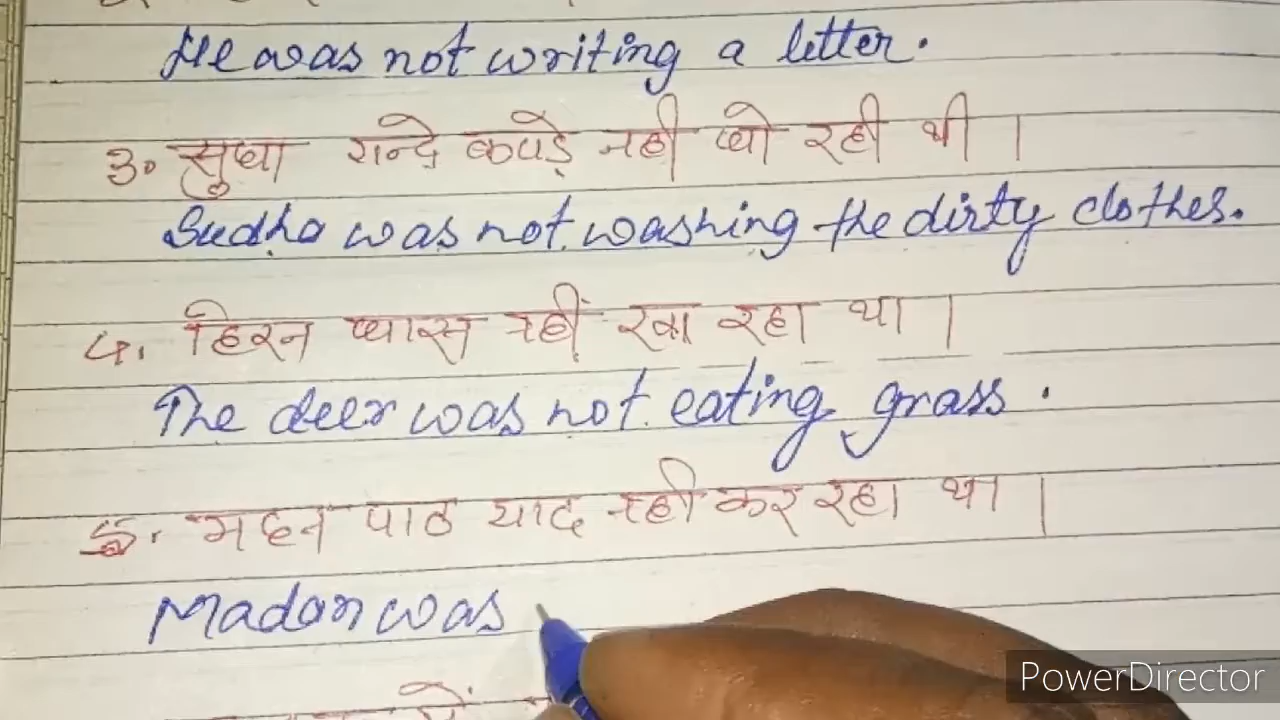 He was not writing a letter.
3. सुधा गन्दे कपड़े नही धो रही थी ।
Sudha was not washing the dirty clothes.
4. हिरन घास नहीं खा रहा था ।
The deer was not eating grass.
5. मदन पाठ याद नही कर रहा था ।
Madan was
PowerDirector